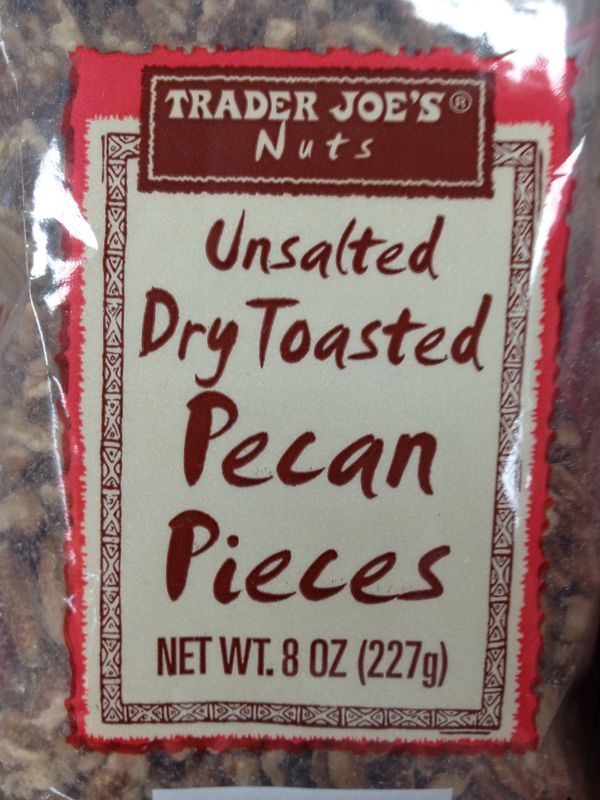 TRADER JOE'S®
Nuts
Unsalted
Dry Toasted
Pecan
Pieces
NET WT. 8 OZ (227g)